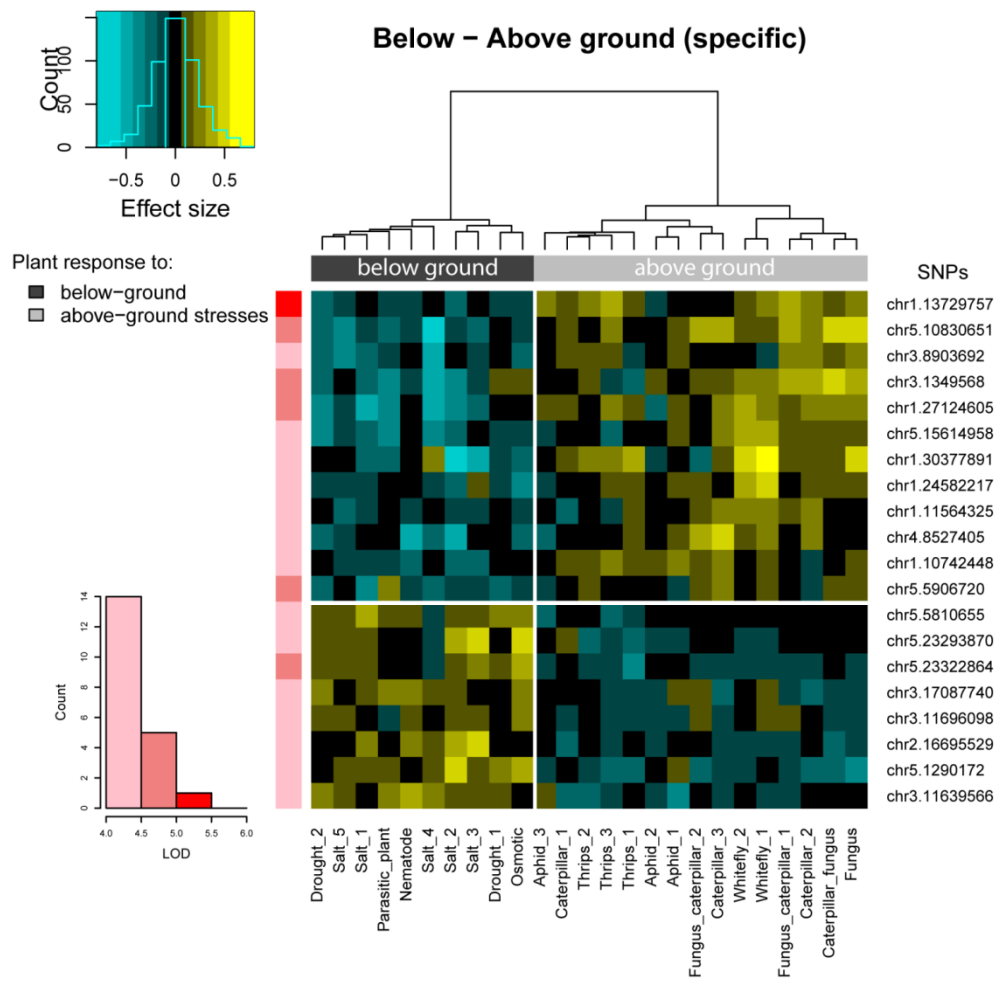 Below − Above ground (specific)
Count
0
50
100
−0.5
0
0.5
Effect size
Plant response to:
below−ground
above−ground stresses
below ground
above ground
SNPs
chr1.13729757
chr5.10830651
chr3.8903692
chr3.1349568
chr1.27124605
chr5.15614958
chr1.30377891
chr1.24582217
chr1.11564325
chr4.8527405
chr1.10742448
chr5.5906720
chr5.5810655
chr5.23293870
chr5.23322864
chr3.17087740
chr3.11696098
chr2.16695529
chr5.1290172
chr3.11639566
Count
0
2
4
6
8
10
12
14
4.0
4.5
5.0
5.5
6.0
LOD
Drought_2
Salt_5
Salt_1
Parasitic_plant
Nematode
Salt_4
Salt_2
Salt_3
Drought_1
Osmotic
Aphid_3
Caterpillar_1
Thrips_2
Thrips_3
Thrips_1
Aphid_2
Aphid_1
Fungus_caterpillar_2
Caterpillar_3
Whitefly_2
Whitefly_1
Fungus_caterpillar_1
Caterpillar_2
Caterpillar_fungus
Fungus